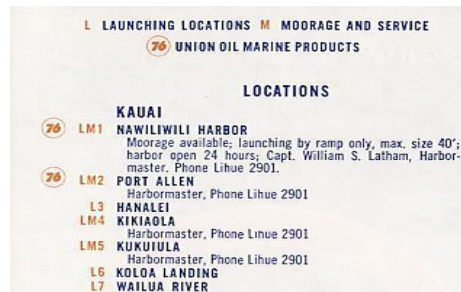 L LAUNCHING LOCATIONS M MOORAGE AND SERVICE
76 UNION OIL MARINE PRODUCTS
LOCATIONS
KAUAI
76 LM1 NAWILIWILI HARBOR
Moorage available; launching by ramp only, max. size 40';
harbor open 24 hours; Capt. William S. Latham, Harbor-
master. Phone Lihue 2901.
76 LM2 PORT ALLEN
Harbormaster, Phone Lihue 2901
L3 HANALEI
LM4 KIKIAOLA
Harbormaster, Phone Lihue 2901
LM5 KUKUIULA
Harbormaster, Phone Lihue 2901
L6 KOLOA LANDING
L7 WAILUA RIVER